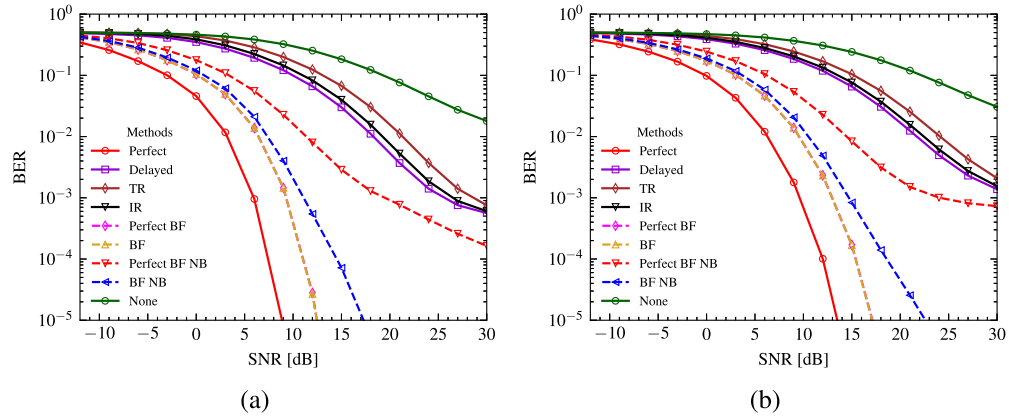 10^0
10^-1
10^-2
10^-3
10^-4
10^-5
BER
Methods
Perfect
Delayed
TR
IR
Perfect BF
BF
Perfect BF NB
BF NB
None
−10 −5 0 5 10 15 20 25 30
SNR [dB]
(a)
10^0
10^-1
10^-2
10^-3
10^-4
10^-5
BER
Methods
Perfect
Delayed
TR
IR
Perfect BF
BF
Perfect BF NB
BF NB
None
−10 −5 0 5 10 15 20 25 30
SNR [dB]
(b)